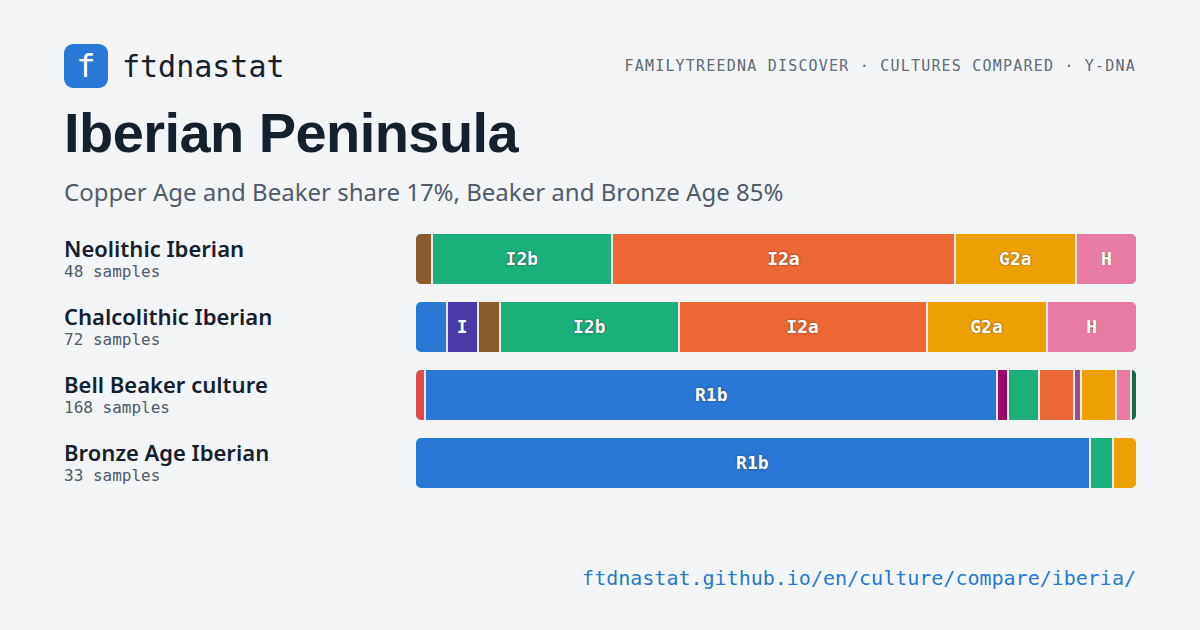 f ftdnastat
FAMILYTREEDNA DISCOVER · CULTURES COMPARED · Y-DNA
Iberian Peninsula
Copper Age and Beaker share 17%, Beaker and Bronze Age 85%
Neolithic Iberian
48 samples
I2b I2a G2a H
Chalcolithic Iberian
72 samples
I I2b I2a G2a H
Bell Beaker culture
168 samples
R1b
Bronze Age Iberian
33 samples
R1b
ftdnastat.github.io/en/culture/compare/iberia/